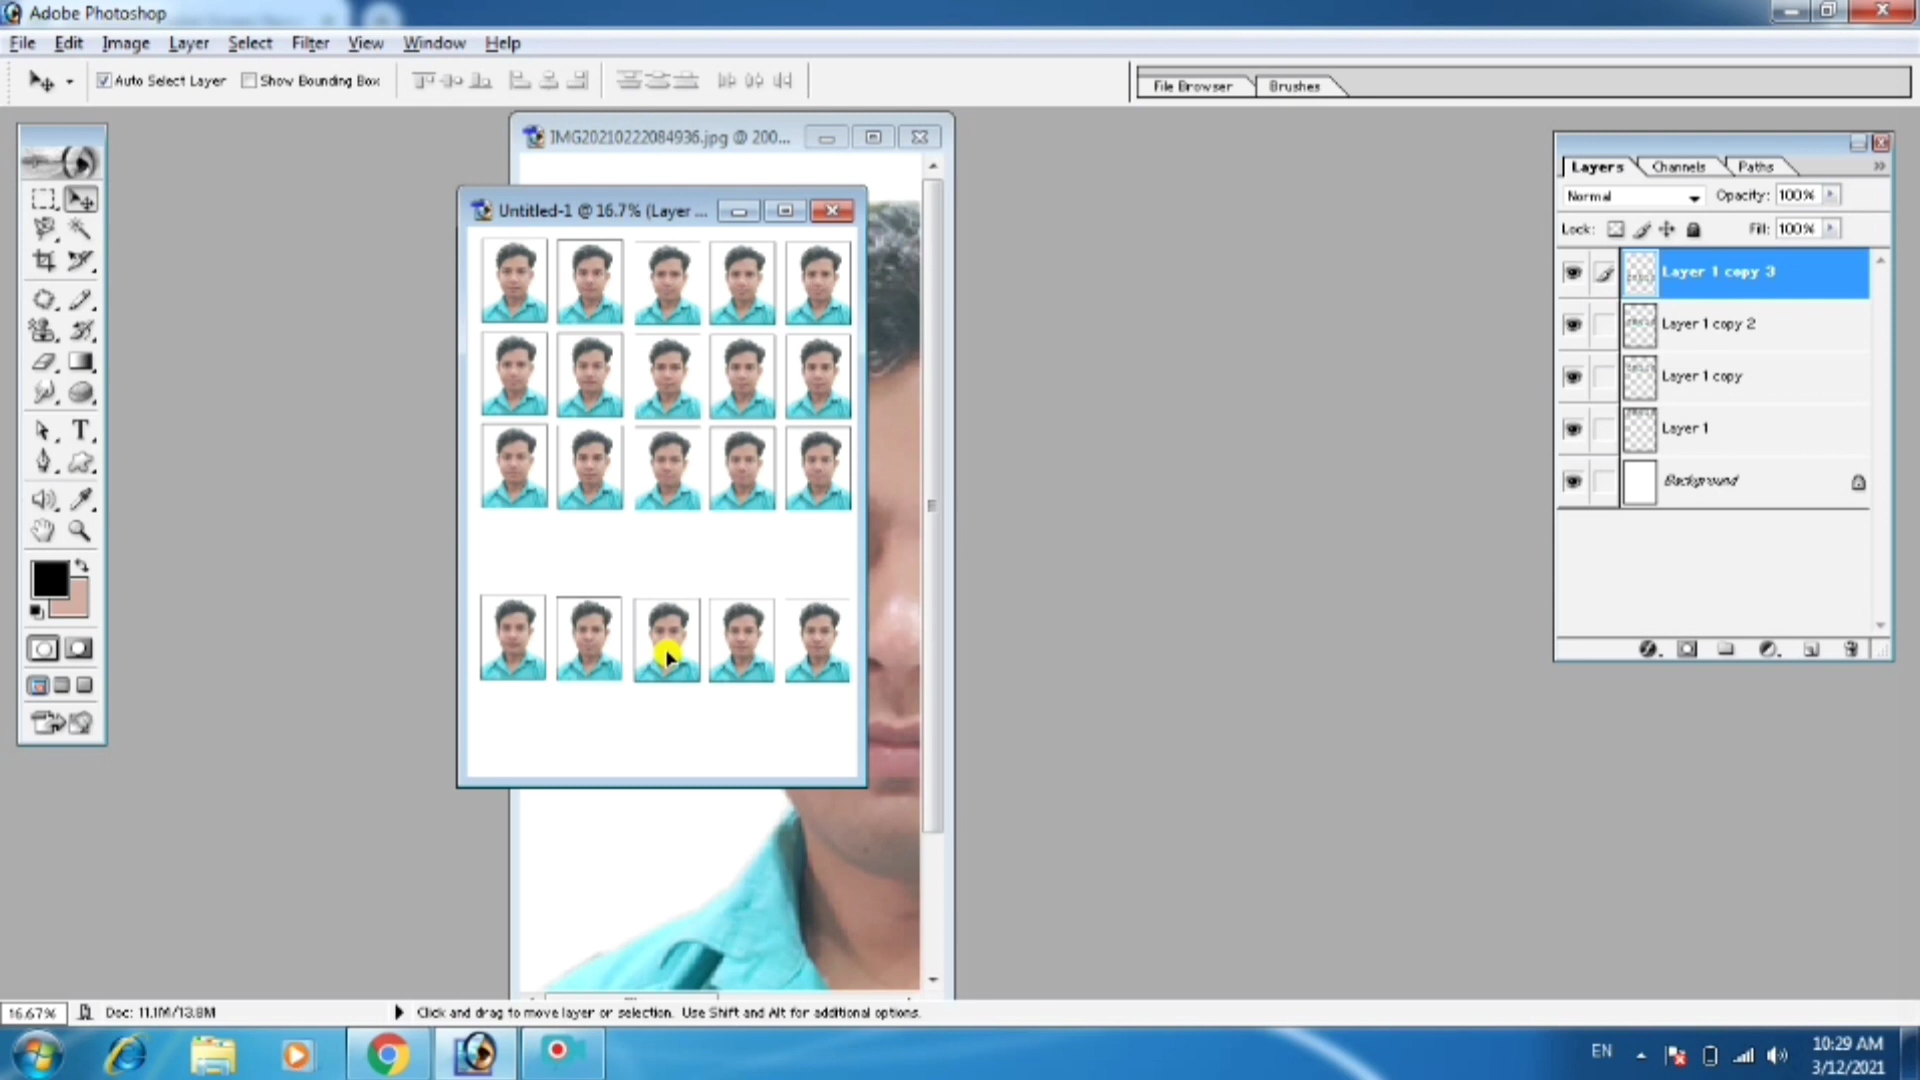 Adobe Photoshop
File Edit Image Layer Select Filter View Window Help
Auto Select Layer Show Bounding Box File Browser Brushes
IMG20210222084936.jpg @ 200...
Untitled-1 @ 16.7% (Layer ...
Layers Channels Paths
Normal Opacity: 100%
Lock: Fill: 100%
Layer 1 copy 3
Layer 1 copy 2
Layer 1 copy
Layer 1
Background
T
16.67% Doc: 11.1M/13.8M Click and drag to move layer or selection. Use Shift and Alt for additional options.
EN
10:29 AM
3/12/2021